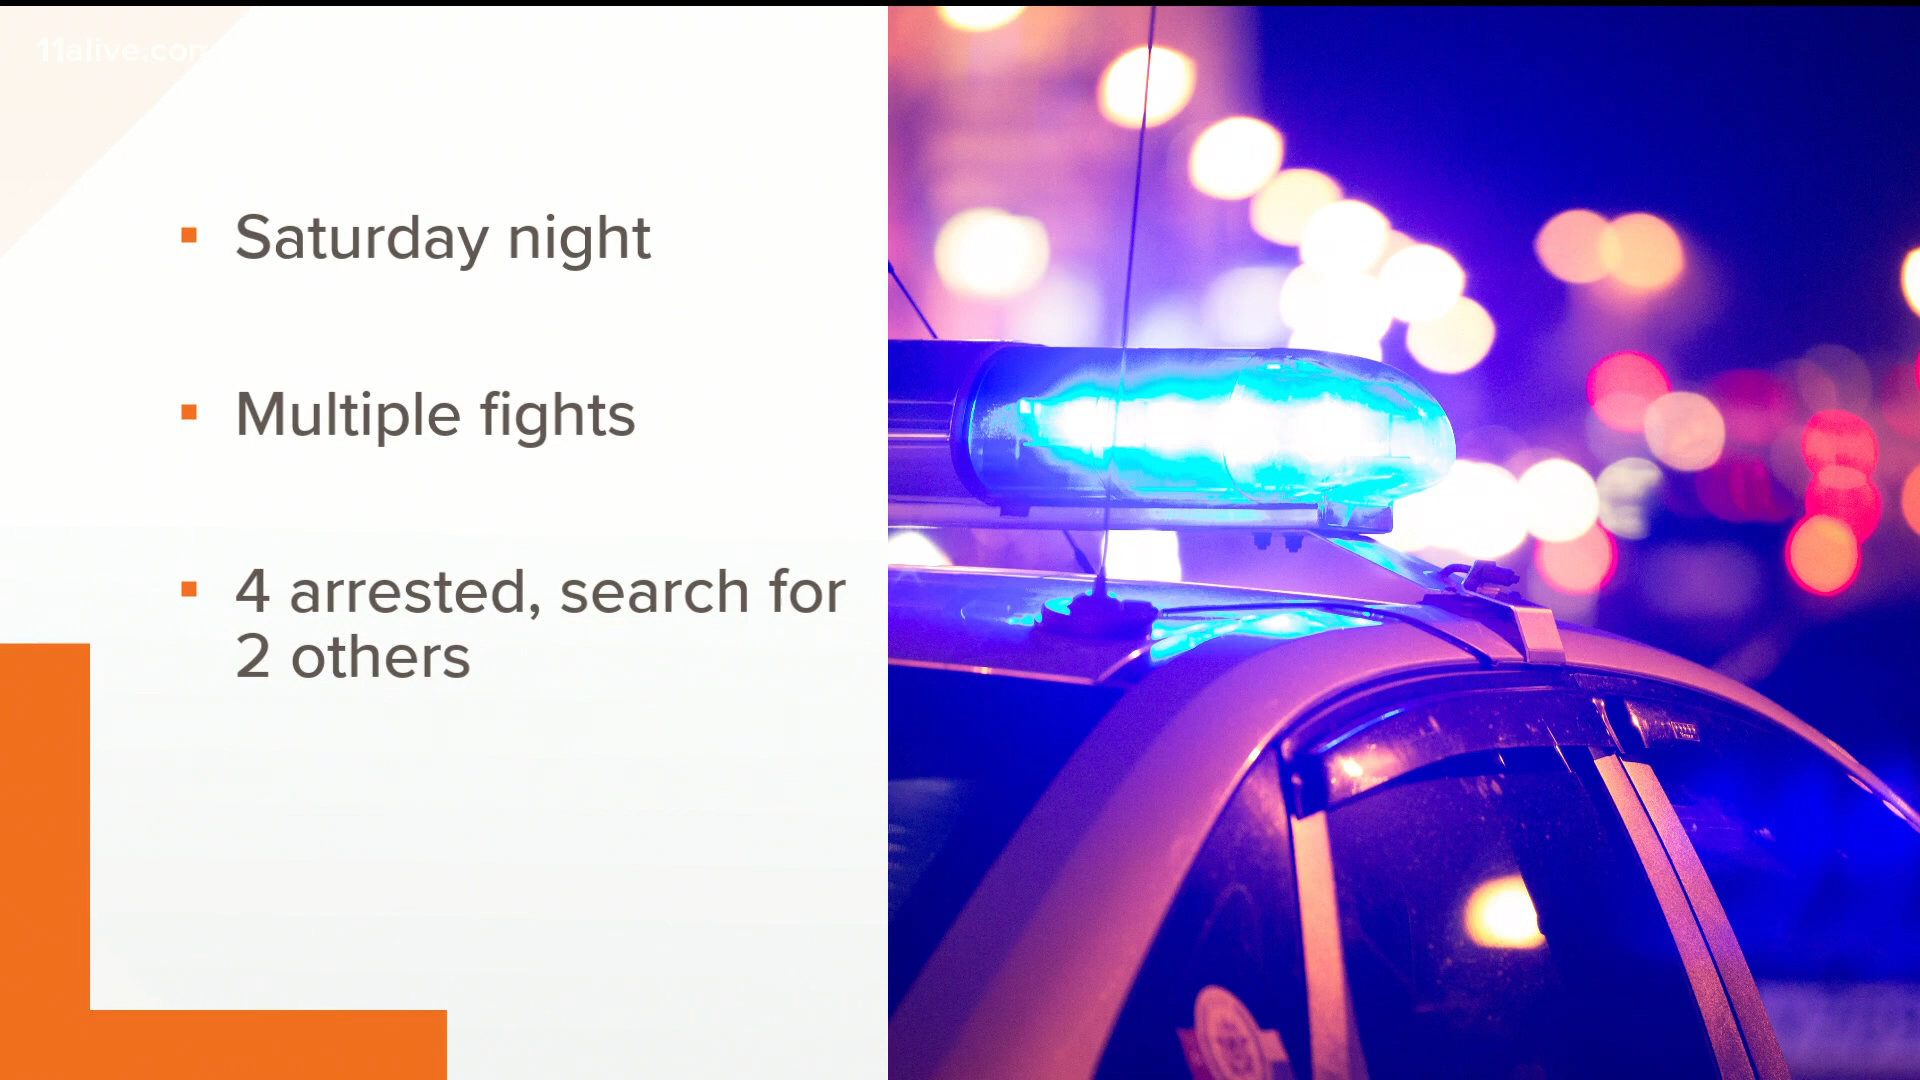 11alive.com
Saturday night
Multiple fights
4 arrested, search for
2 others